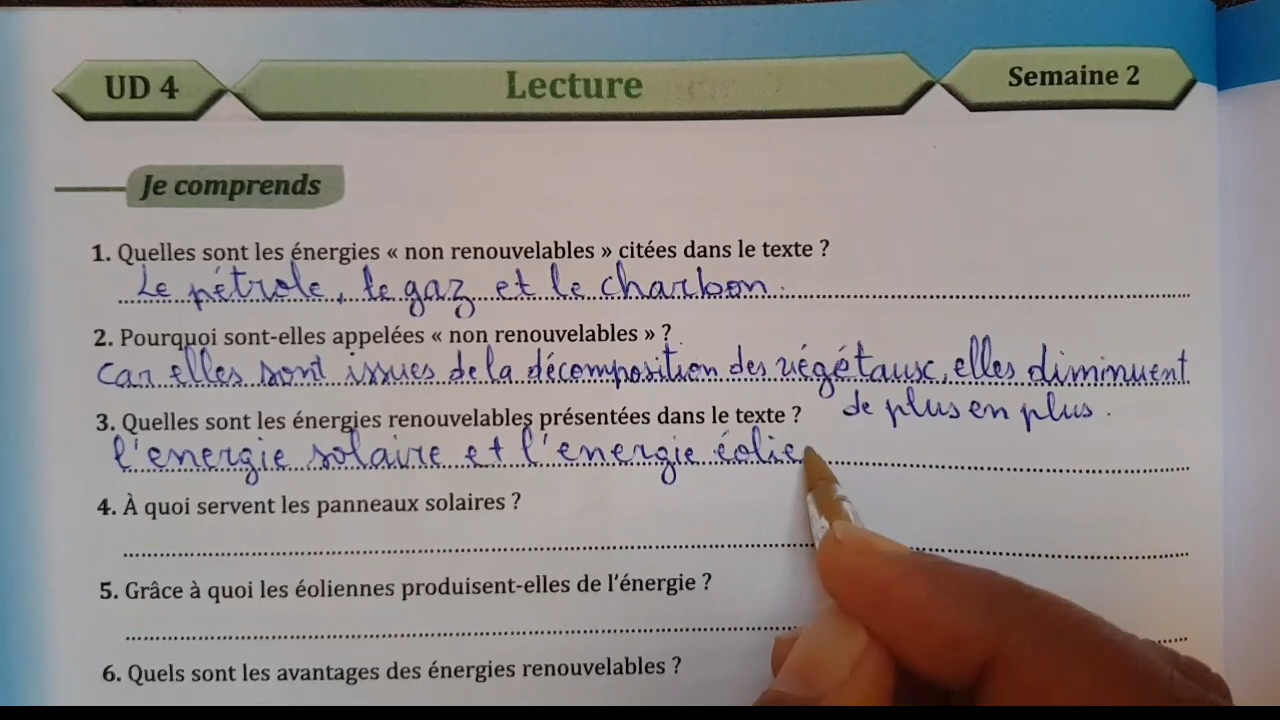 UD 4
Lecture
Semaine 2
Je comprends
1. Quelles sont les énergies « non renouvelables » citées dans le texte ?
Le pétrole, le gaz et le charbon.
2. Pourquoi sont-elles appelées « non renouvelables » ?
Car elles sont issues de la décomposition des végétaux, elles diminuent
de plus en plus.
3. Quelles sont les énergies renouvelables présentées dans le texte ?
l'energie solaire et l'energie éolie
4. À quoi servent les panneaux solaires ?
5. Grâce à quoi les éoliennes produisent-elles de l'énergie ?
6. Quels sont les avantages des énergies renouvelables ?